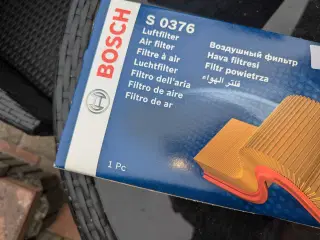 BOSCH
S 0376
Luftfilter
Air filter
Filtre à air
Luchtfilter
Filtro dell'aria
Filtro de aire
Filtro de ar
Воздушный фильтр
Hava filtresi
Filtr powietrza
فلتر الهواء
1 Pc